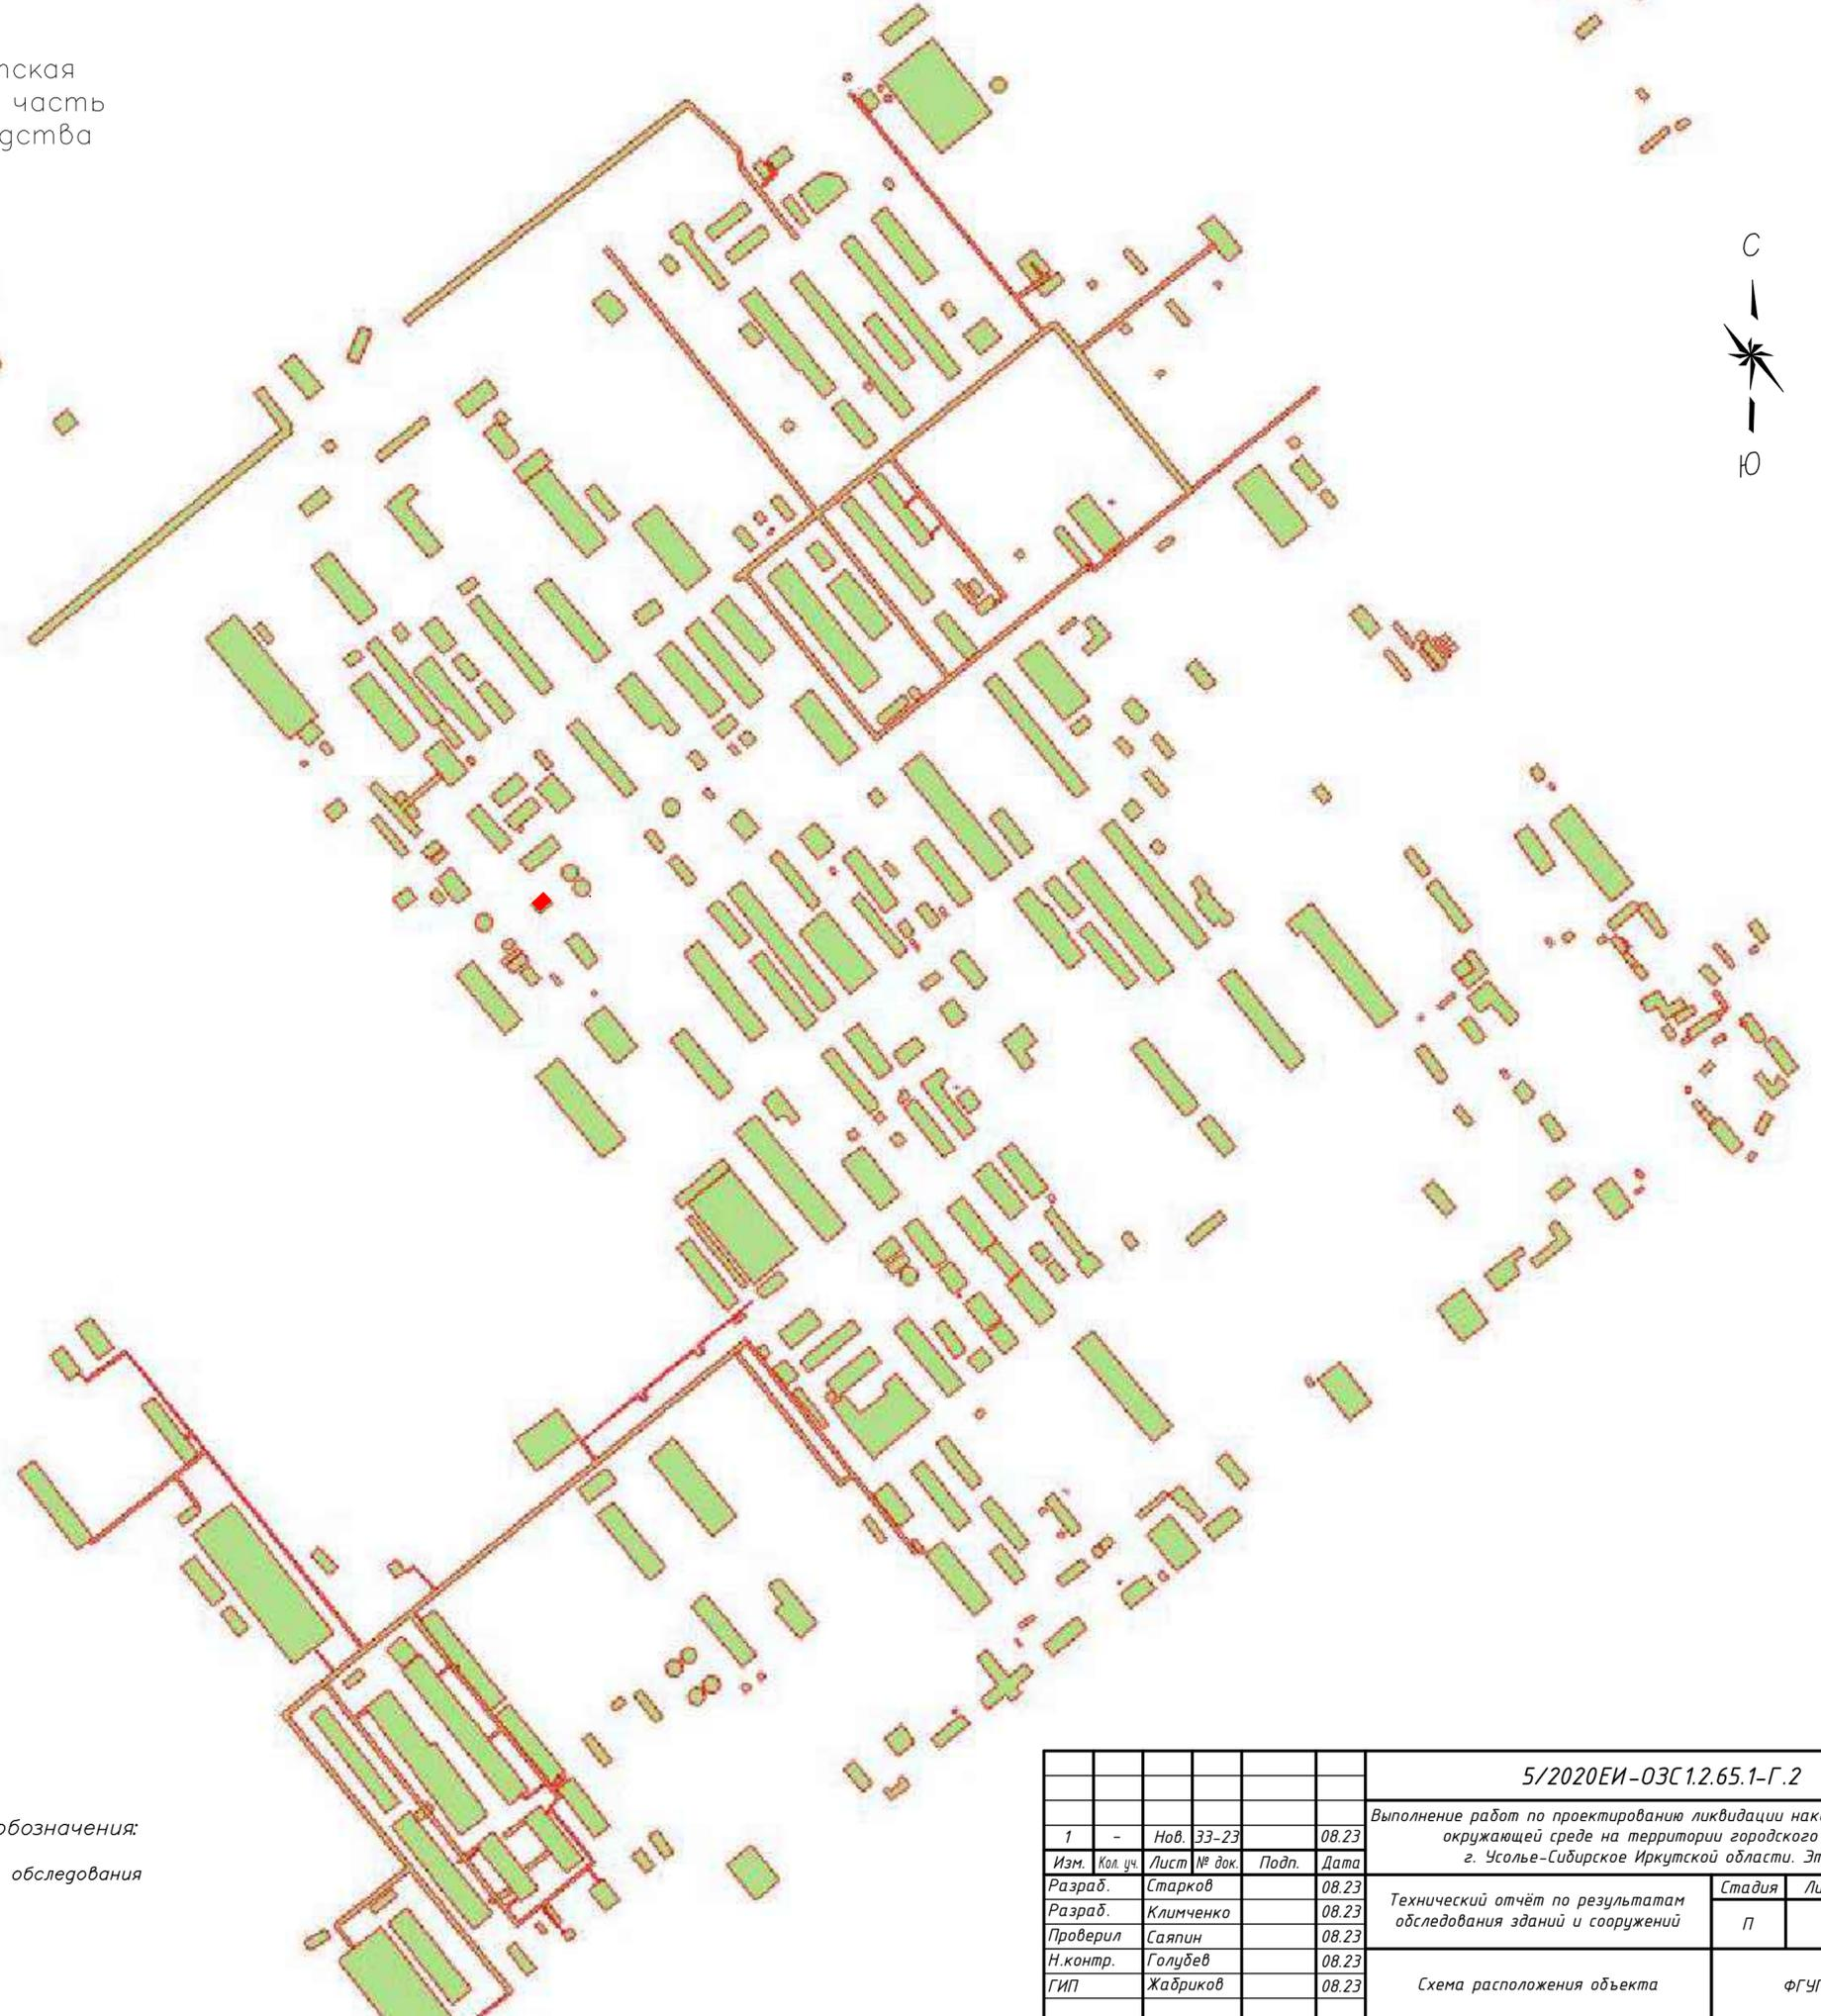 нская
часть
дства
С
Ю
обозначения:
обследования
5/2020ЕИ-ОЗС1.2.65.1-Г.2
Выполнение работ по проектированию ликвидации нак
окружающей среде на территории городского
г. Усолье-Сибирское Иркутской области. Эт
1 - Нов. 33-23 08.23
Изм. Кол. уч. Лист № док. Подп. Дата
Разраб. Старков 08.23
Разраб. Климченко 08.23
Проверил Саяпин 08.23
Н.контр. Голубев 08.23
ГИП Жабриков 08.23
Технический отчёт по результатам
обследования зданий и сооружений
Стадия Ли
П
Схема расположения объекта
ФГУП